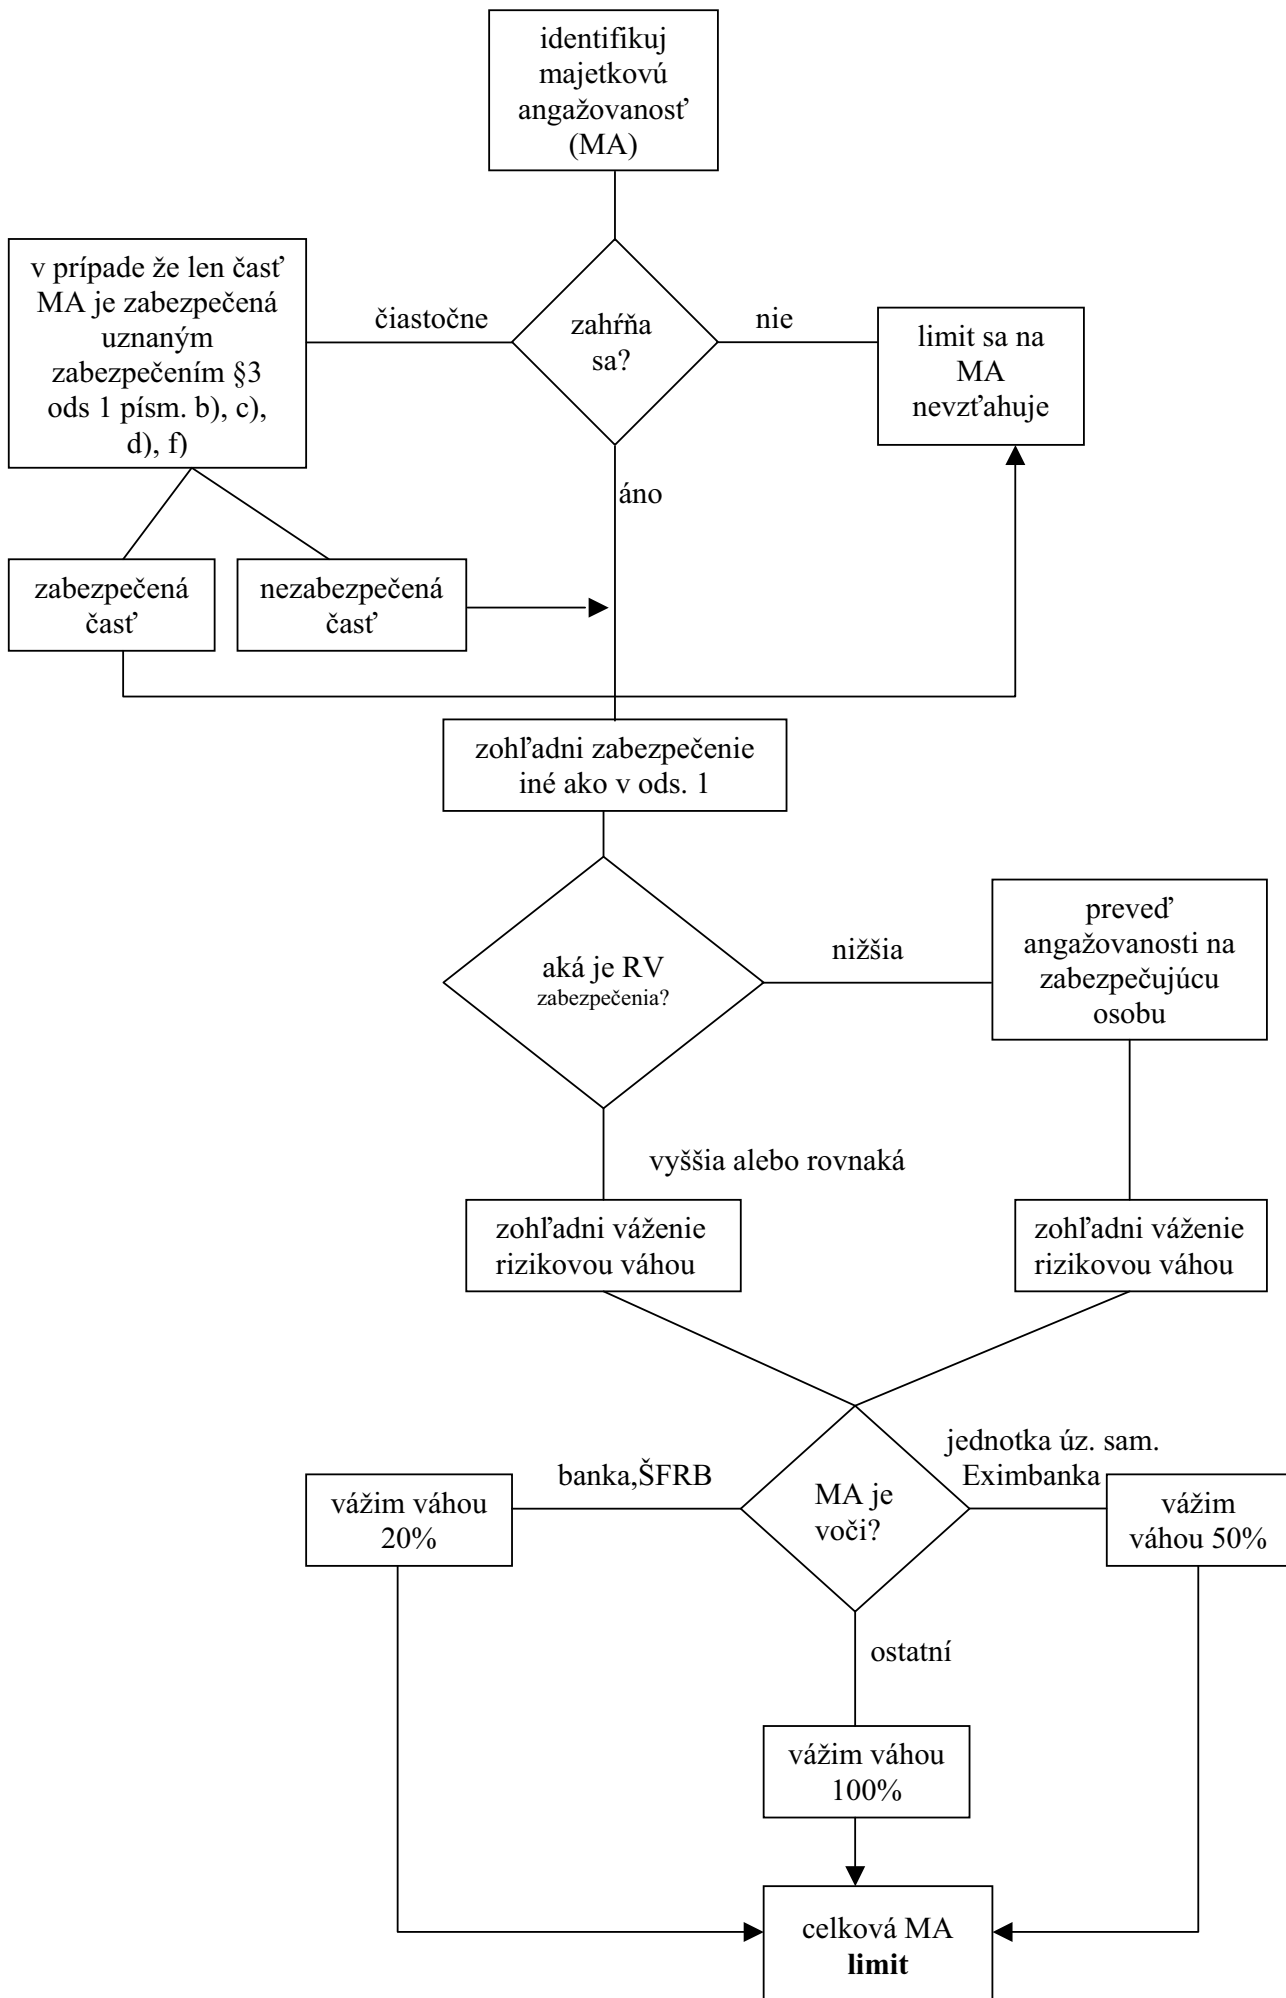 identifikuj
majetkovú
angažovanosť
(MA)
v prípade že len časť
MA je zabezpečená
uznaným
zabezpečením §3
ods 1 písm. b), c),
d), f)
čiastočne
zahŕňa
sa?
nie
limit sa na
MA
nevzťahuje
áno
zabezpečená
časť
nezabezpečená
časť
zohľadni zabezpečenie
iné ako v ods. 1
aká je RV
zabezpečenia?
nižšia
preveď
angažovanosti na
zabezpečujúcu
osobu
vyššia alebo rovnaká
zohľadni váženie
rizikovou váhou
zohľadni váženie
rizikovou váhou
banka,ŠFRB
MA je
voči?
jednotka úz. sam.
Eximbanka
vážim váhou
20%
vážim
váhou 50%
ostatní
vážim váhou
100%
celková MA
limit